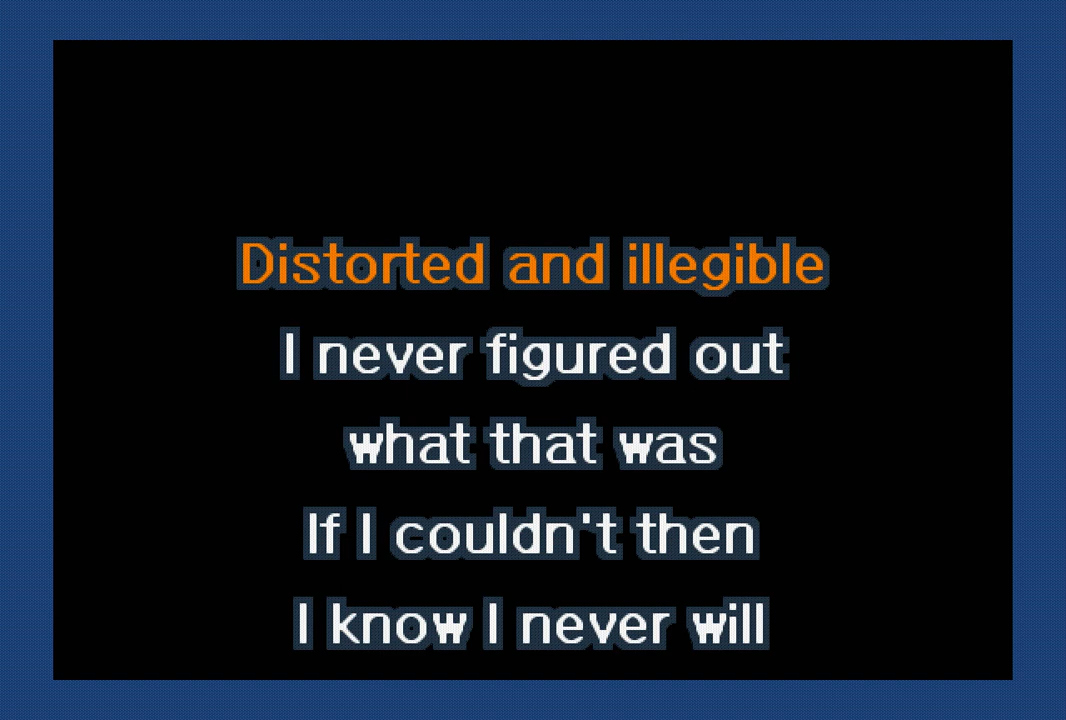 Distorted and illegible
I never figured out
what that was
If I couldn't then
I know I never will